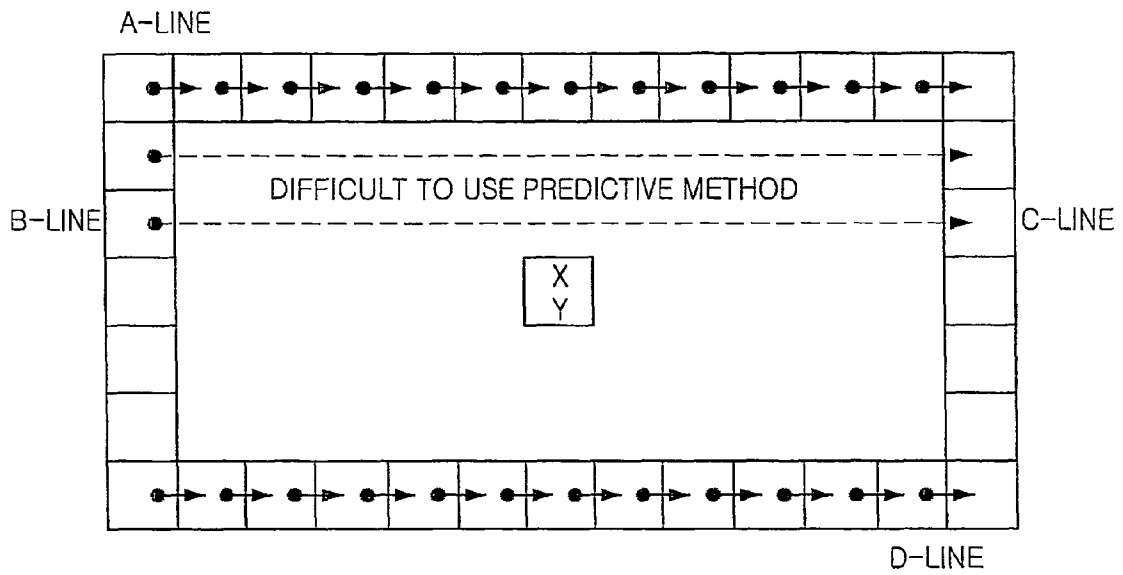 A-LINE
DIFFICULT TO USE PREDICTIVE METHOD
B-LINE
C-LINE
X
Y
D-LINE